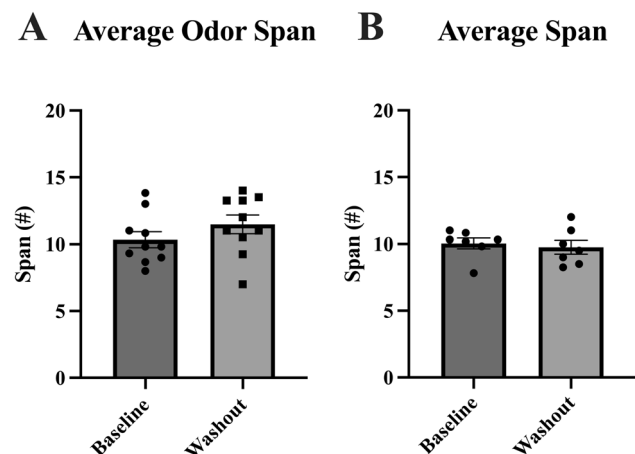 A Average Odor Span
Span (#)
20
15
10
5
0
Baseline
Washout
B Average Span
Span (#)
20
15
10
5
0
Baseline
Washout